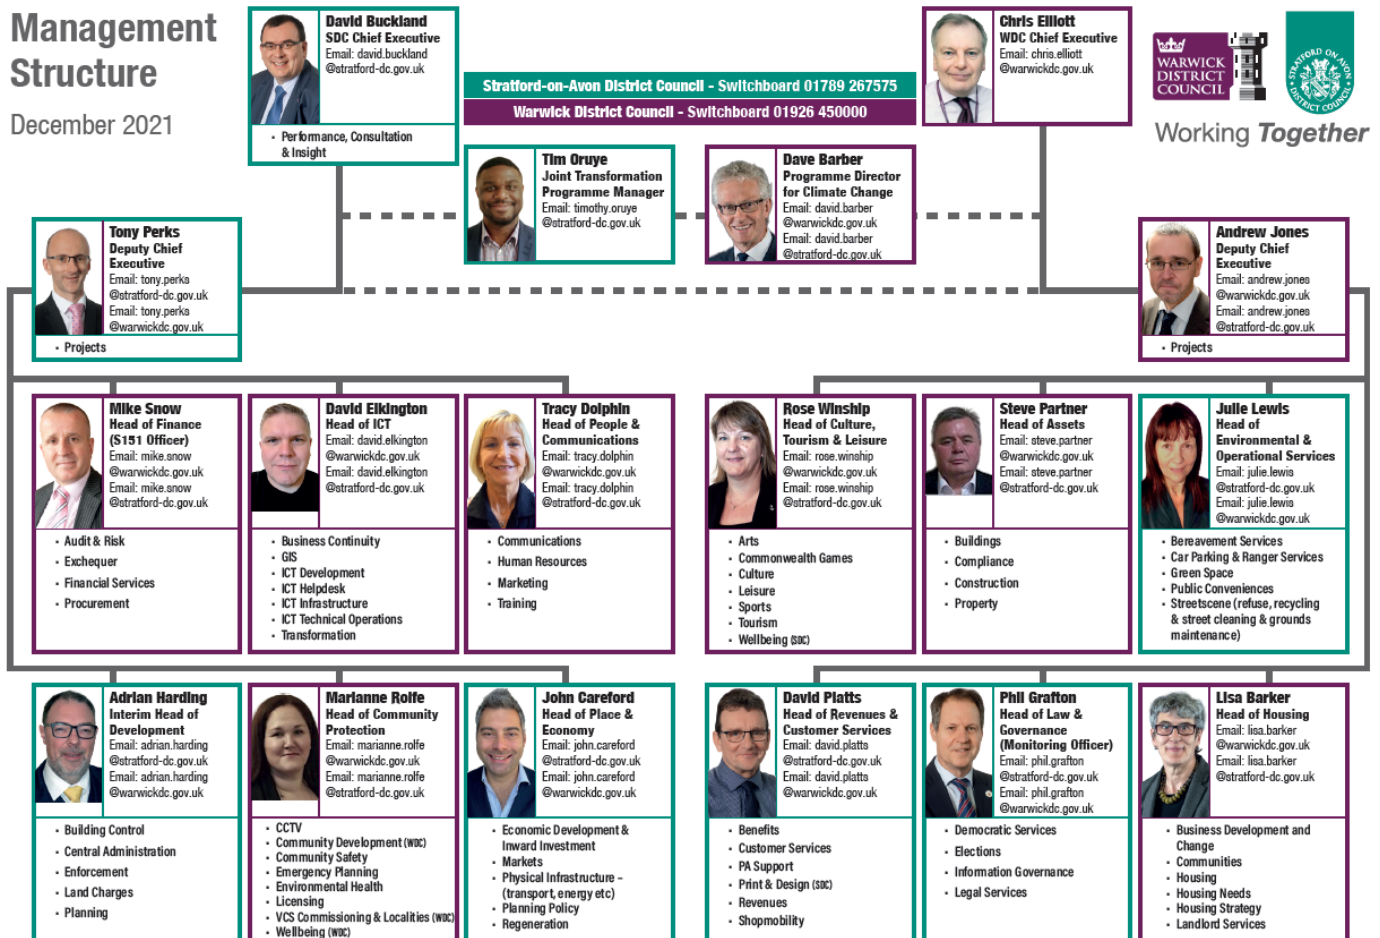 Management
Structure
December 2021
David Buckland
SDC Chief Executive
Email: david.buckland
@stratford-dc.gov.uk
• Performance, Consultation
& Insight
Stratford-on-Avon District Council - Switchboard 01789 267575
Warwick District Council - Switchboard 01926 450000
Chris Elliott
WDC Chief Executive
Email: chris.elliott
@warwickdc.gov.uk
WARWICK
DISTRICT
COUNCIL
STRATFORD ON AVON
DISTRICT COUNCIL
Working Together
Tim Oruye
Joint Transformation
Programme Manager
Email: timothy.oruye
@stratford-dc.gov.uk
Dave Barber
Programme Director
for Climate Change
Email: david.barber
@warwickdc.gov.uk
Email: david.barber
@stratford-dc.gov.uk
Tony Perks
Deputy Chief
Executive
Email: tony.perks
@stratford-dc.gov.uk
Email: tony.perks
@warwickdc.gov.uk
• Projects
Andrew Jones
Deputy Chief
Executive
Email: andrew.jones
@warwickdc.gov.uk
Email: andrew.jones
@stratford-dc.gov.uk
• Projects
Mike Snow
Head of Finance
(S151 Officer)
Email: mike.snow
@warwickdc.gov.uk
Email: mike.snow
@stratford-dc.gov.uk
• Audit & Risk
• Exchequer
• Financial Services
• Procurement
David Elkington
Head of ICT
Email: david.elkington
@warwickdc.gov.uk
Email: david.elkington
@stratford-dc.gov.uk
• Business Continuity
• GIS
• ICT Development
• ICT Helpdesk
• ICT Infrastructure
• ICT Technical Operations
• Transformation
Tracy Dolphin
Head of People &
Communications
Email: tracy.dolphin
@warwickdc.gov.uk
Email: tracy.dolphin
@stratford-dc.gov.uk
• Communications
• Human Resources
• Marketing
• Training
Rose Winship
Head of Culture,
Tourism & Leisure
Email: rose.winship
@warwickdc.gov.uk
Email: rose.winship
@stratford-dc.gov.uk
• Arts
• Commonwealth Games
• Culture
• Leisure
• Sports
• Tourism
• Wellbeing (SDC)
Steve Partner
Head of Assets
Email: steve.partner
@warwickdc.gov.uk
Email: steve.partner
@stratford-dc.gov.uk
• Buildings
• Compliance
• Construction
• Property
Julie Lewis
Head of
Environmental &
Operational Services
Email: julie.lewis
@stratford-dc.gov.uk
Email: julie.lewis
@warwickdc.gov.uk
• Bereavement Services
• Car Parking & Ranger Services
• Green Space
• Public Conveniences
• Streetscene (refuse, recycling
& street cleaning & grounds
maintenance)
Adrian Harding
Interim Head of
Development
Email: adrian.harding
@stratford-dc.gov.uk
Email: adrian.harding
@warwickdc.gov.uk
• Building Control
• Central Administration
• Enforcement
• Land Charges
• Planning
Marianne Rolfe
Head of Community
Protection
Email: marianne.rolfe
@warwickdc.gov.uk
Email: marianne.rolfe
@stratford-dc.gov.uk
• CCTV
• Community Development (WDC)
• Community Safety
• Emergency Planning
• Environmental Health
• Licensing
• VCS Commissioning & Localities (WDC)
• Wellbeing (WDC)
John Careford
Head of Place &
Economy
Email: john.careford
@stratford-dc.gov.uk
Email: john.careford
@warwickdc.gov.uk
• Economic Development &
Inward Investment
• Markets
• Physical Infrastructure –
(transport, energy etc)
• Planning Policy
• Regeneration
David Platts
Head of Revenues &
Customer Services
Email: david.platts
@stratford-dc.gov.uk
Email: david.platts
@warwickdc.gov.uk
• Benefits
• Customer Services
• PA Support
• Print & Design (SDC)
• Revenues
• Shopmobility
Phil Grafton
Head of Law &
Governance
(Monitoring Officer)
Email: phil.grafton
@stratford-dc.gov.uk
Email: phil.grafton
@warwickdc.gov.uk
• Democratic Services
• Elections
• Information Governance
• Legal Services
Lisa Barker
Head of Housing
Email: lisa.barker
@warwickdc.gov.uk
Email: lisa.barker
@stratford-dc.gov.uk
• Business Development and
Change
• Communities
• Housing
• Housing Needs
• Housing Strategy
• Landlord Services